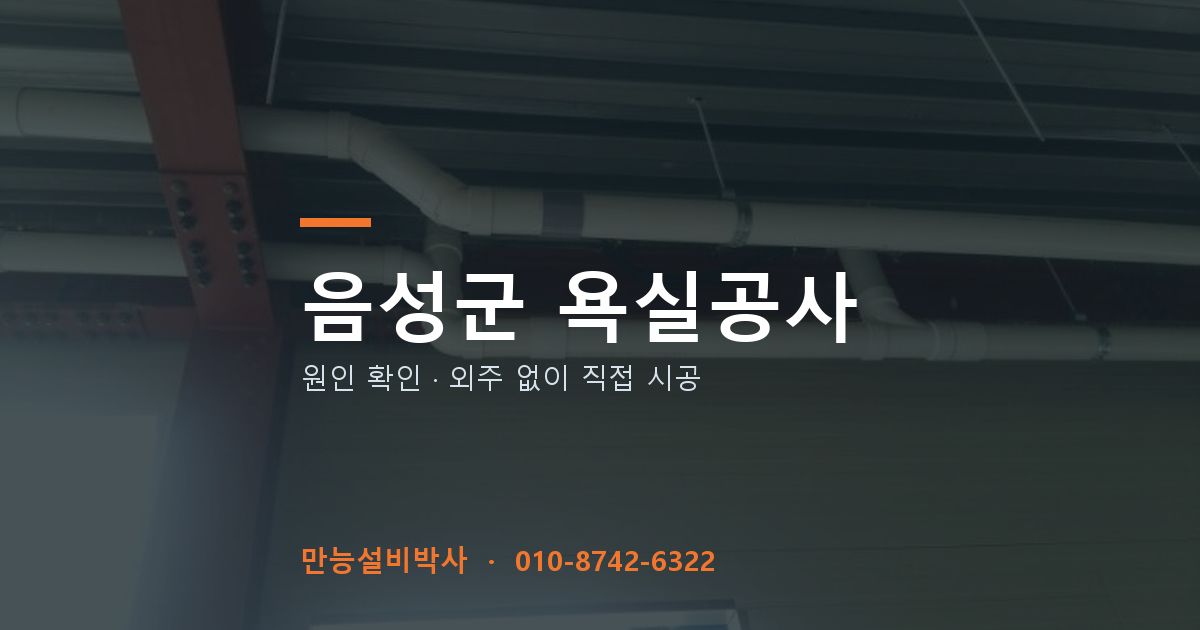 음성군 욕실공사
원인 확인 · 외주 없이 직접 시공
만능설비박사 · 010-8742-6322